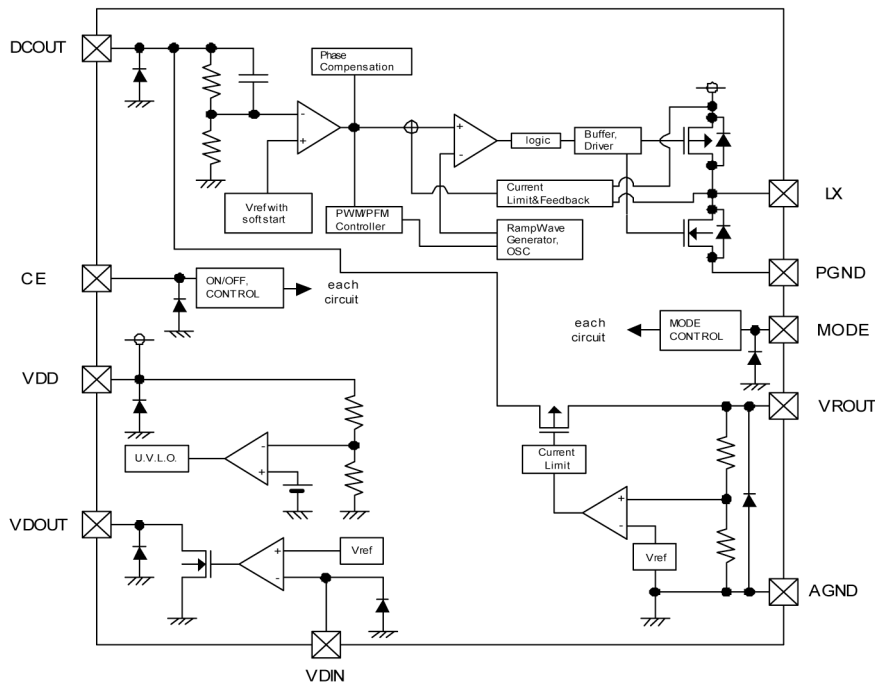 DCOUT
Phase
Compensation
-
+
+
-
logic
Buffer,
Driver
Vref with
soft start
PWM/PFM
Controller
Current
Limit&Feedback
RampWave
Generator,
OSC
LX
PGND
CE
ON/OFF,
CONTROL
each
circuit
each
circuit
MODE
CONTROL
MODE
VDD
U.V.L.O.
-
+
Current
Limit
+
-
Vref
VROUT
AGND
VDOUT
+
-
Vref
VDIN